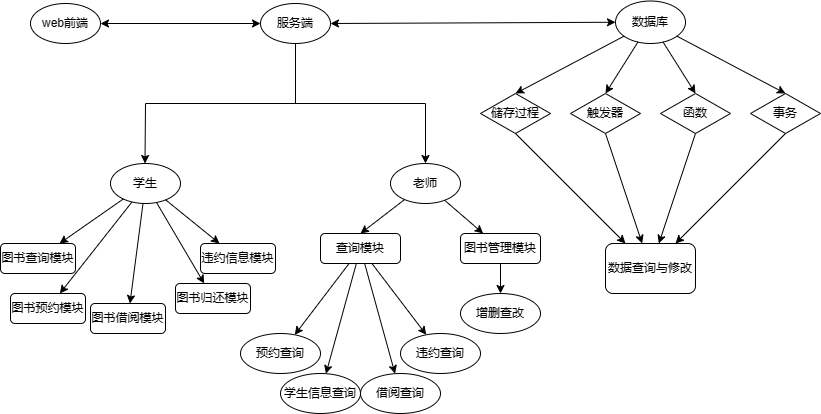 web前端
服务端
数据库
储存过程
触发器
函数
事务
学生
老师
图书查询模块
违约信息模块
查询模块
图书管理模块
数据查询与修改
图书预约模块
图书归还模块
图书借阅模块
增删查改
预约查询
违约查询
学生信息查询
借阅查询